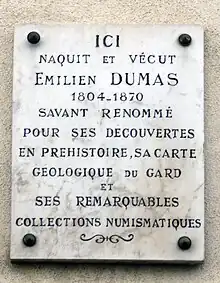 ICI
NAQUIT ET VÉCUT
EMILIEN DUMAS
1804-1870
SAVANT RENOMMÉ
POUR SES DECOUVERTES
EN PREHISTOIRE, SA CARTE
GEOLOGIQUE DU GARD
ET
SES REMARQUABLES
COLLECTIONS NUMISMATIQUES